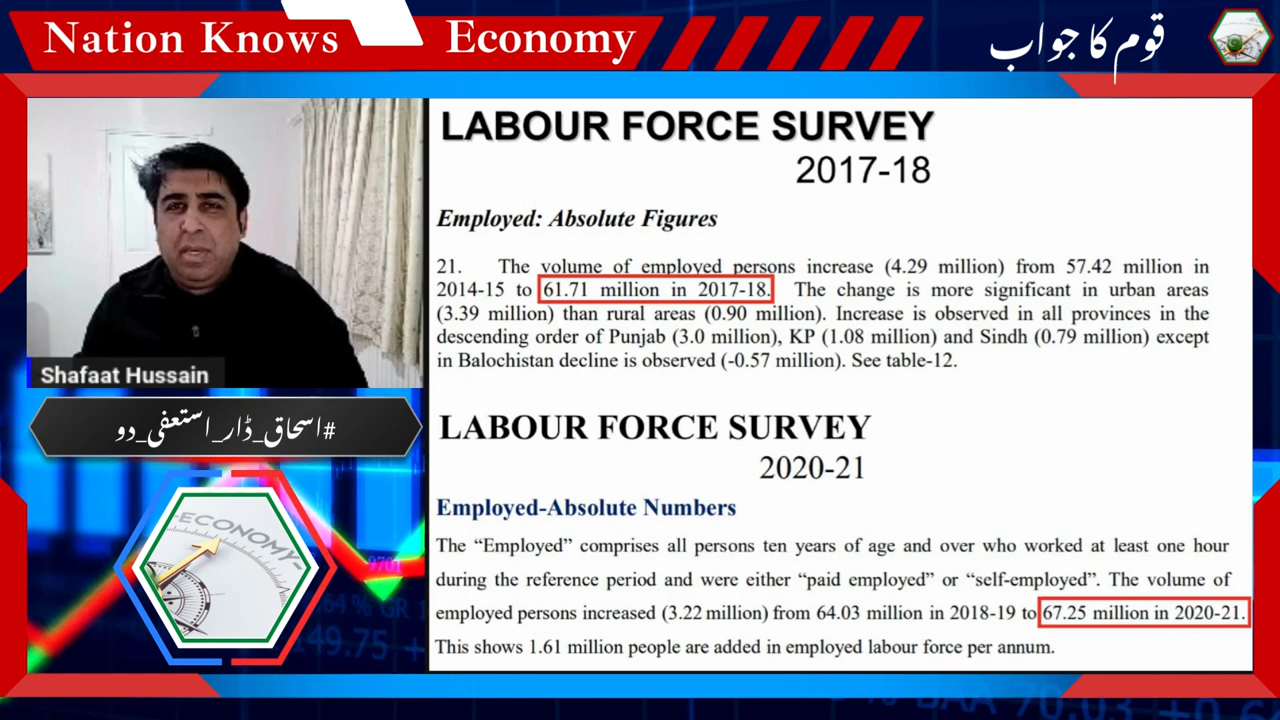 Nation Knows Economy قوم کا جواب
LABOUR FORCE SURVEY
2017-18
Employed: Absolute Figures
21. The volume of employed persons increase (4.29 million) from 57.42 million in
2014-15 to 61.71 million in 2017-18. The change is more significant in urban areas
(3.39 million) than rural areas (0.90 million). Increase is observed in all provinces in the
descending order of Punjab (3.0 million), KP (1.08 million) and Sindh (0.79 million) except
in Balochistan decline is observed (-0.57 million). See table-12.
Shafaat Hussain
#اسحاق_ڈار_استعفی_دو
LABOUR FORCE SURVEY
2020-21
Employed-Absolute Numbers
The “Employed” comprises all persons ten years of age and over who worked at least one hour
during the reference period and were either “paid employed” or “self-employed”. The volume of
employed persons increased (3.22 million) from 64.03 million in 2018-19 to 67.25 million in 2020-21.
This shows 1.61 million people are added in employed labour force per annum.
ECONOMY
9701
149.75 +